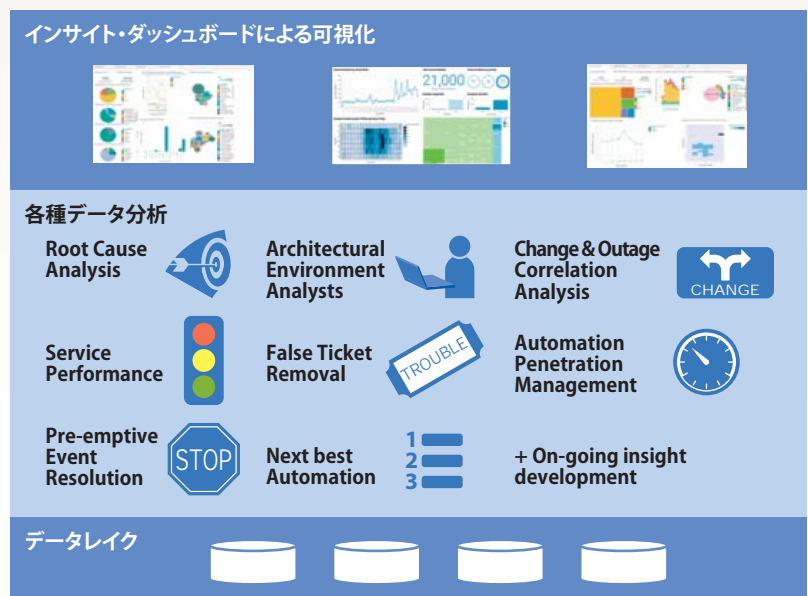 インサイト・ダッシュボードによる可視化
21,000
各種データ分析
Root Cause
Analysis
Architectural
Environment
Analysts
Change & Outage
Correlation
Analysis
CHANGE
Service
Performance
False Ticket
Removal
TROUBLE
Automation
Penetration
Management
Pre-emptive
Event
Resolution
STOP
Next best
Automation
1
2
3
+ On-going insight
development
データレイク